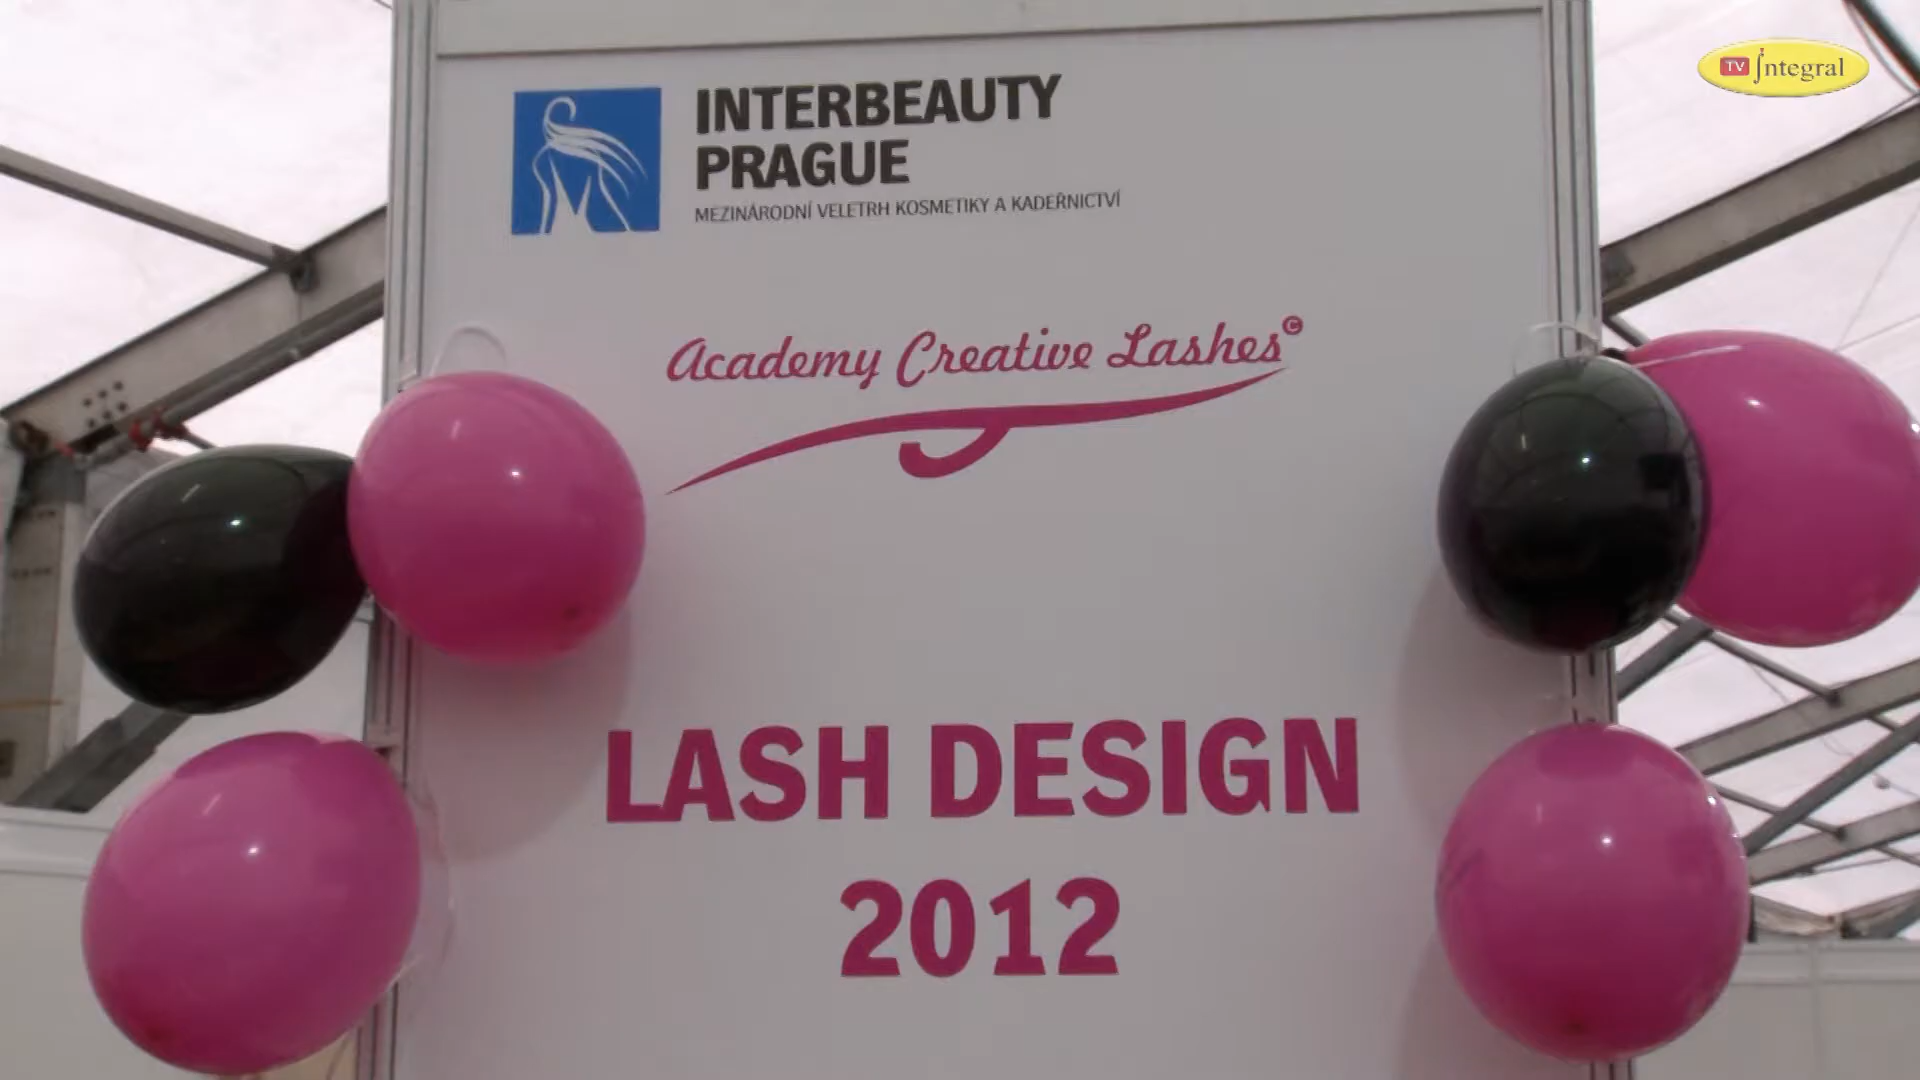 TV Integral
INTERBEAUTY
PRAGUE
MEZINÁRODNÍ VELETRH KOSMETIKY A KADEŘNICTVÍ
Academy Creative Lashes©
LASH DESIGN
2012